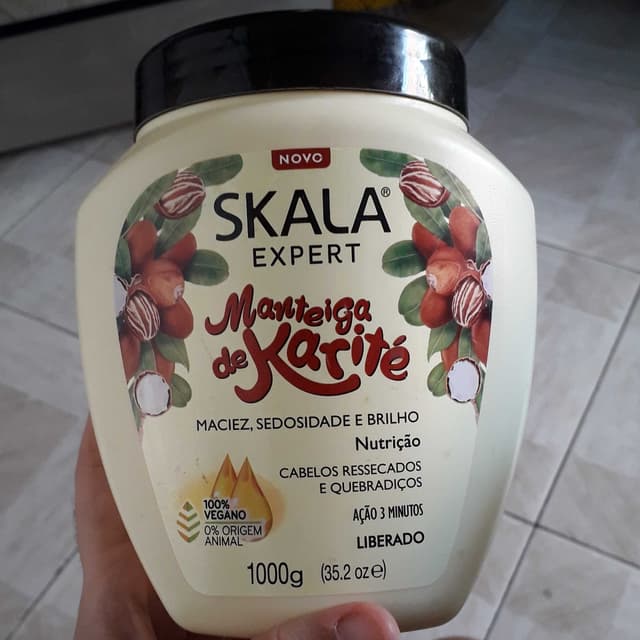 NOVO
SKALA®
EXPERT
Manteiga
de Karité
MACIEZ, SEDOSIDADE E BRILHO
Nutrição
CABELOS RESSECADOS
E QUEBRADIÇOS
AÇÃO 3 MINUTOS
LIBERADO
100%
VEGANO
0% ORIGEM
ANIMAL
1000g (35.2 oz e)